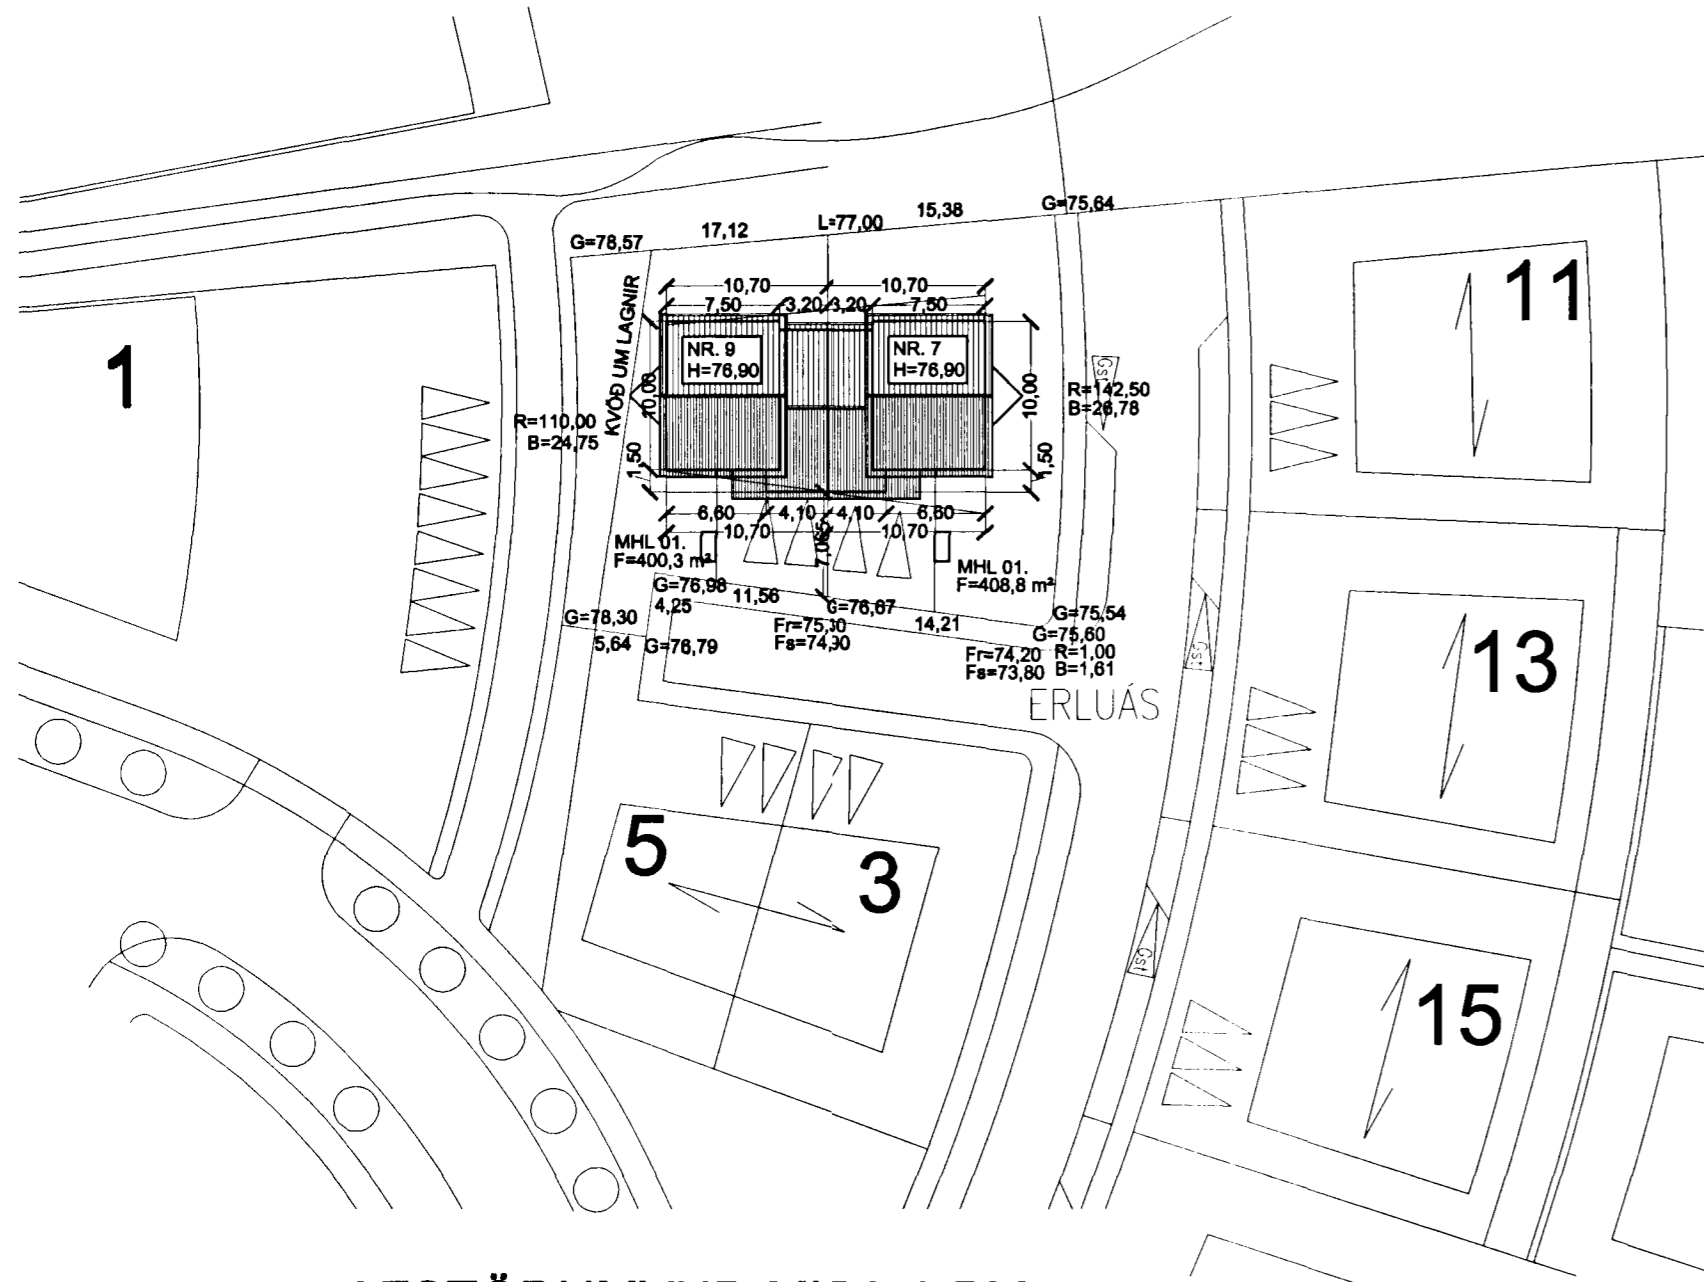 G=75,64
15,38
L=77,00
17,12
G=78,57
10,70 10,70
7,50 3,20 3,20 7,50
KVÖÐ UM LAGNIR
NR. 9
H=76,90
NR. 7
H=76,90
10,00
10,00
1,50
1,50
R=110,00
B=24,75
R=142,50
B=26,78
Gst
11
1
6,60 4,10 4,10 6,60
10,70 10,70
MHL 01.
F=400,3 m²
MHL 01.
F=408,8 m²
G=76,98
4,25
11,56
G=76,67
14,21
G=78,30
5,64
G=76,79
Fr=75,30
Fs=74,90
G=75,54
G=75,60
R=1,00
B=1,61
Fr=74,20
Fs=73,80
ERLUÁS
Gst
13
5
3
Gst
15